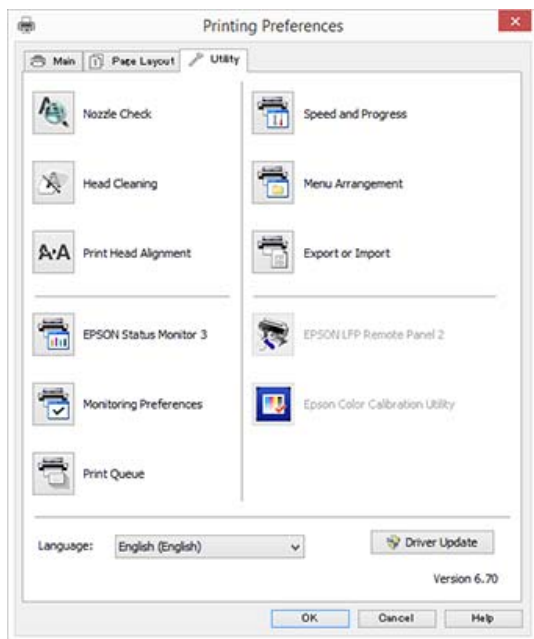 Printing Preferences
Main
Page Layout
Utility
Nozzle Check
Speed and Progress
Head Cleaning
Menu Arrangement
A·A
Print Head Alignment
Export or Import
EPSON Status Monitor 3
EPSON LFP Remote Panel 2
Monitoring Preferences
Epson Color Calibration Utility
Print Queue
Language:
English (English)
Driver Update
Version 6.70
OK
Cancel
Help